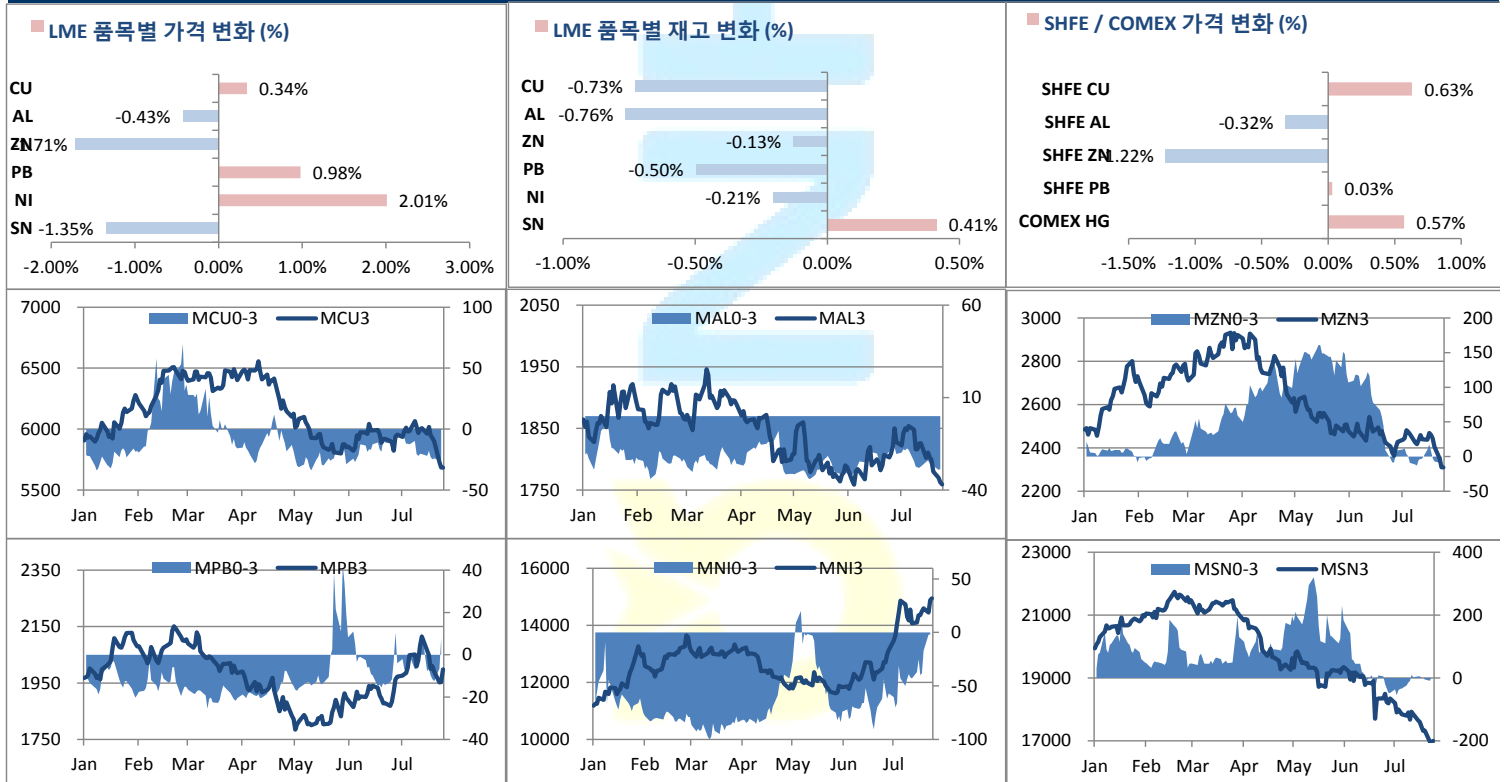 LME 품목별 가격 변화 (%)
CU 0.34%
AL -0.43%
ZN -1.71%
PB 0.98%
NI 2.01%
SN -1.35%
-2.00% -1.00% 0.00% 1.00% 2.00% 3.00%
LME 품목별 재고 변화 (%)
CU -0.73%
AL -0.76%
ZN -0.13%
PB -0.50%
NI -0.21%
SN 0.41%
-1.00% -0.50% 0.00% 0.50%
SHFE / COMEX 가격 변화 (%)
SHFE CU 0.63%
SHFE AL -0.32%
SHFE ZN -1.22%
SHFE PB 0.03%
COMEX HG 0.57%
-1.50% -1.00% -0.50% 0.00% 0.50% 1.00%
MCU0-3 MCU3
7000 100
6500 50
6000 0
5500 -50
Jan Feb Mar Apr May Jun Jul
MAL0-3 MAL3
2050 60
1950
10
1850
1750 -40
Jan Feb Mar Apr May Jun Jul
MZN0-3 MZN3
3000 200
2800 150
100
2600
50
2400
0
2200 -50
Jan Feb Mar Apr May Jun Jul
MPB0-3 MPB3
2350 40
2150 20
0
1950
-20
1750 -40
Jan Feb Mar Apr May Jun Jul
MNI0-3 MNI3
16000
50
14000 0
12000 -50
10000 -100
Jan Feb Mar Apr May Jun Jul
MSN0-3 MSN3
23000 400
21000 200
19000 0
17000 -200
Jan Feb Mar Apr May Jun Jul